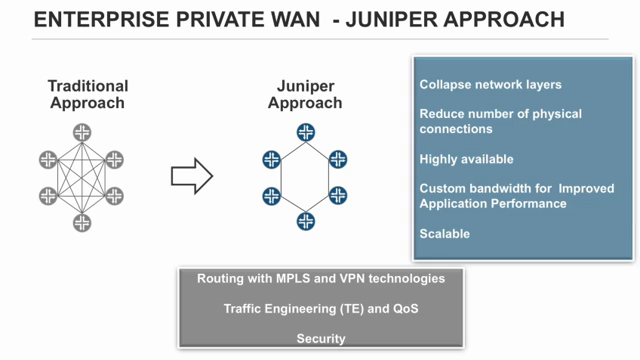 ENTERPRISE PRIVATE WAN - JUNIPER APPROACH
Traditional
Approach
Juniper
Approach
Collapse network layers
Reduce number of physical
connections
Highly available
Custom bandwidth for Improved
Application Performance
Scalable
Routing with MPLS and VPN technologies
Traffic Engineering (TE) and QoS
Security